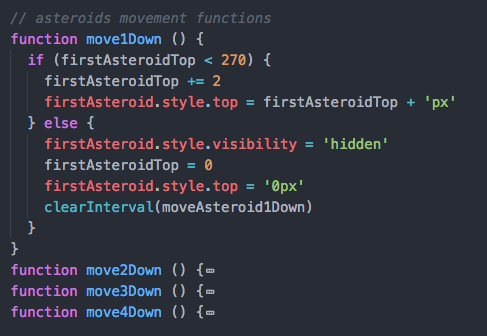 // asteroids movement functions
function move1Down () {
  if (firstAsteroidTop < 270) {
    firstAsteroidTop += 2
    firstAsteroid.style.top = firstAsteroidTop + 'px'
  } else {
    firstAsteroid.style.visibility = 'hidden'
    firstAsteroidTop = 0
    firstAsteroid.style.top = '0px'
    clearInterval(moveAsteroid1Down)
  }
}
function move2Down () {⋯
function move3Down () {⋯
function move4Down () {⋯